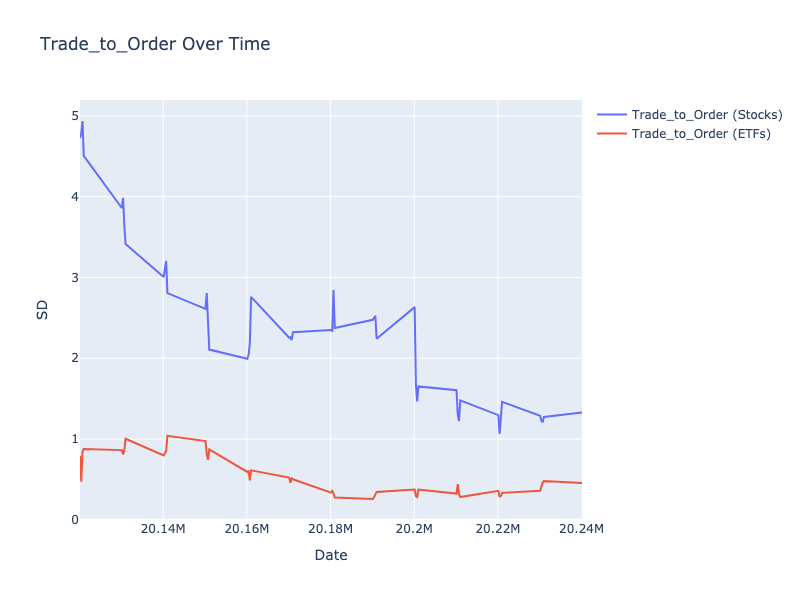 Trade_to_Order Over Time
Trade_to_Order (Stocks)
Trade_to_Order (ETFs)
5
4
3
2
1
0
SD
20.14M 20.16M 20.18M 20.2M 20.22M 20.24M
Date